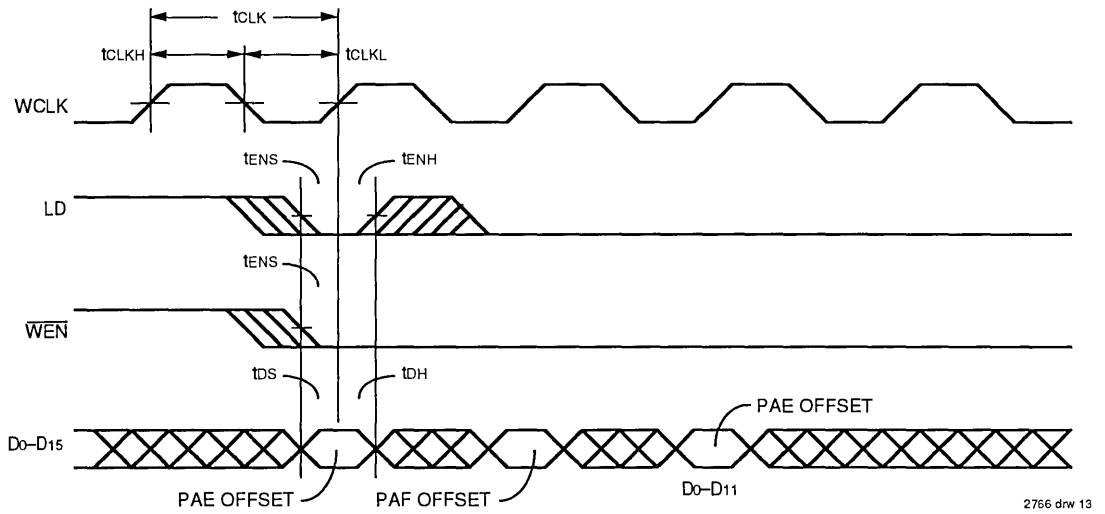 tCLK
tCLKH
tCLKL
WCLK
tENS
tENH
LD
tENS
WEN
tDS
tDH
PAE OFFSET
D0–D15
PAE OFFSET
PAF OFFSET
D0–D11
2766 drw 13